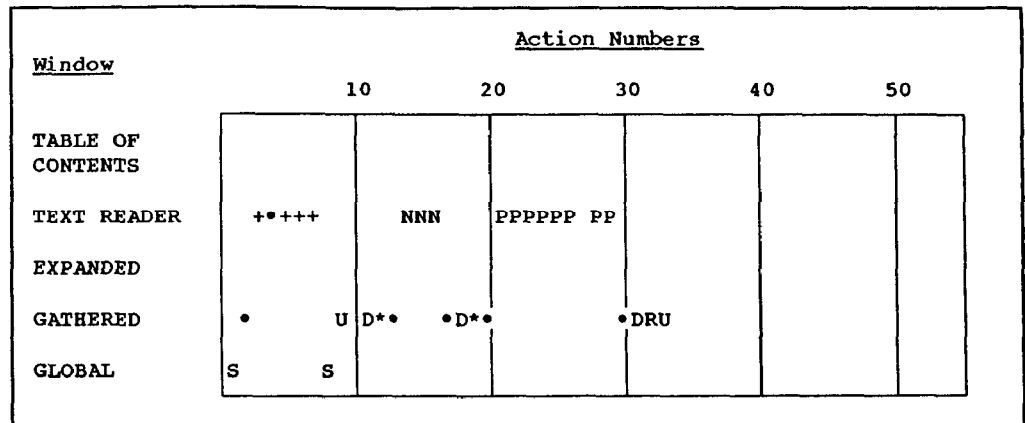 Action Numbers
Window
10 20 30 40 50
TABLE OF
CONTENTS
TEXT READER +•+++ NNN PPPPPP PP
EXPANDED
GATHERED • U D*• •D*• •DRU
GLOBAL S S